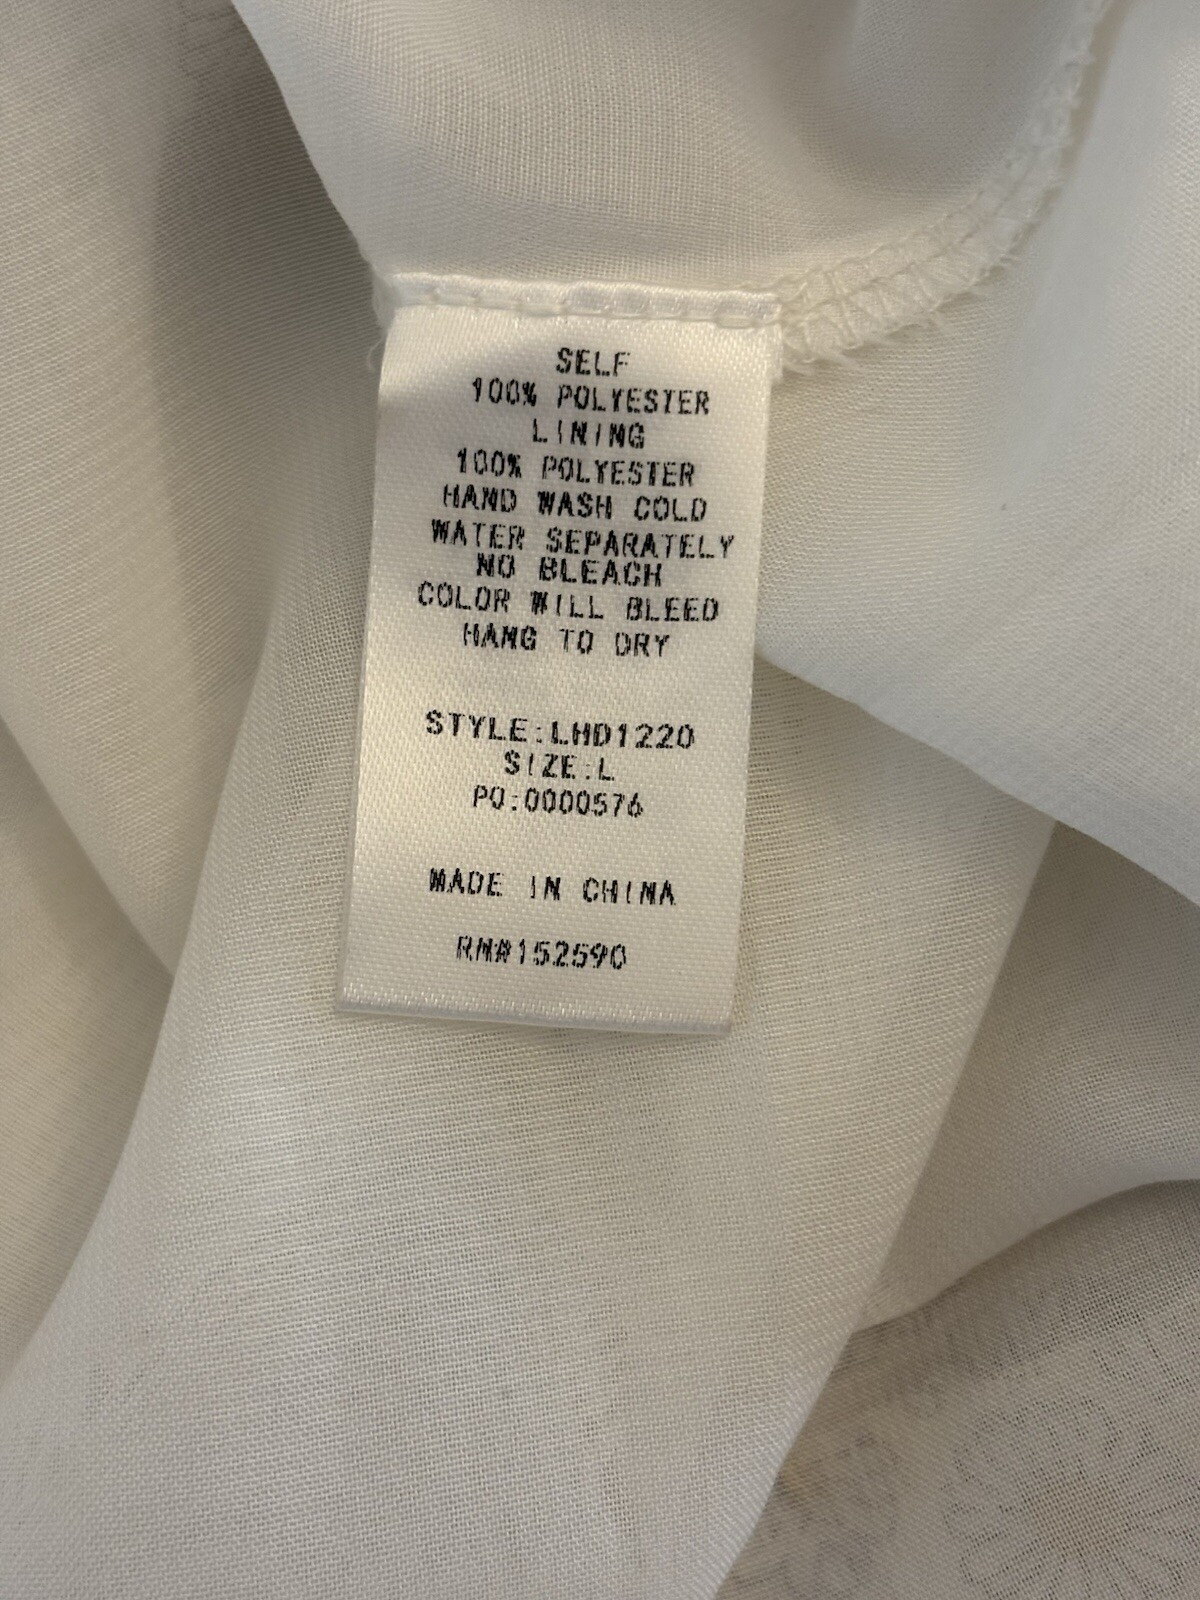 SELF
100% POLYESTER
LINING
100% POLYESTER
HAND WASH COLD
WATER SEPARATELY
NO BLEACH
COLOR WILL BLEED
HANG TO DRY
STYLE:LHD1220
SIZE:L
PO:0000576
MADE IN CHINA
RN#152590